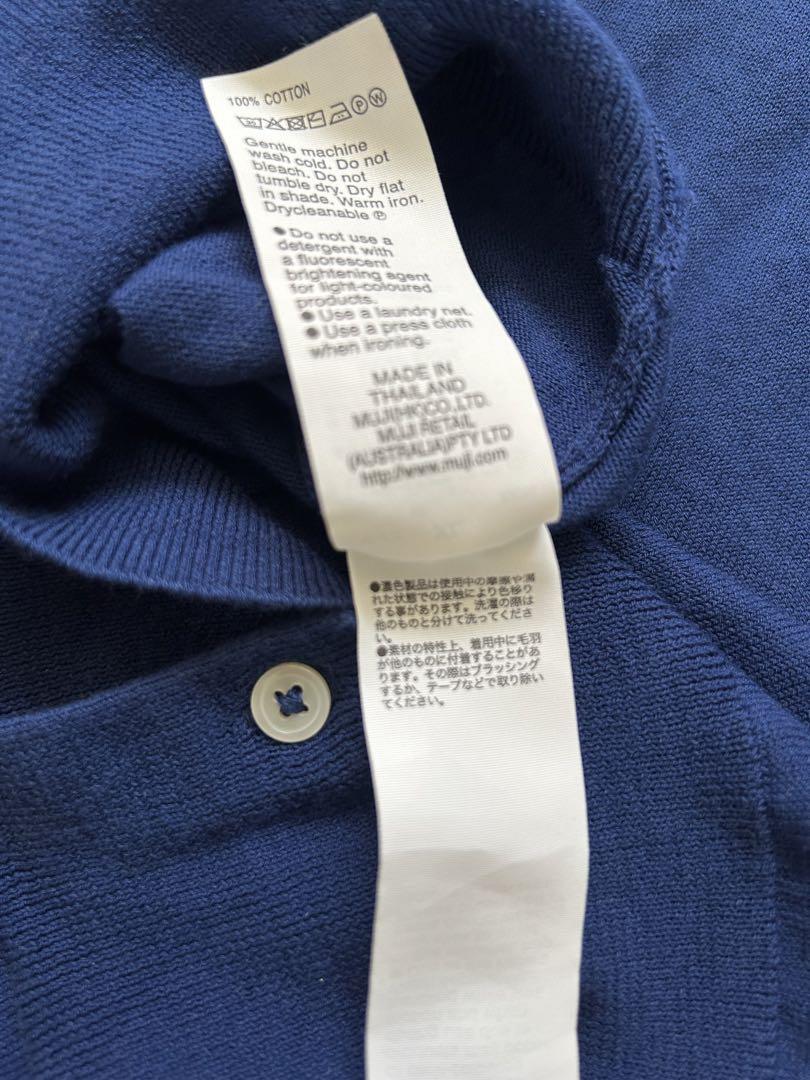 100% COTTON
Gentle machine
wash cold. Do not
bleach. Do not
tumble dry. Dry flat
in shade. Warm iron.
Drycleanable Ⓟ
●Do not use a
detergent with
a fluorescent
brightening agent
for light-coloured
products.
●Use a laundry net.
●Use a press cloth
when ironing.
MADE IN
THAILAND
MUJI(HK)CO.,LTD.
MUJI RETAIL
(AUSTRALIA)PTY LTD
http://www.muji.com
●濃色製品は使用中の摩擦や濡
れた状態での接触により色移り
する事があります。洗濯の際は
他のものと分けて洗ってくださ
い。
●素材の特性上、着用中に毛羽
が他のものに付着することがあ
ります。その際はブラッシング
するか、テープなどで取り除い
てください。